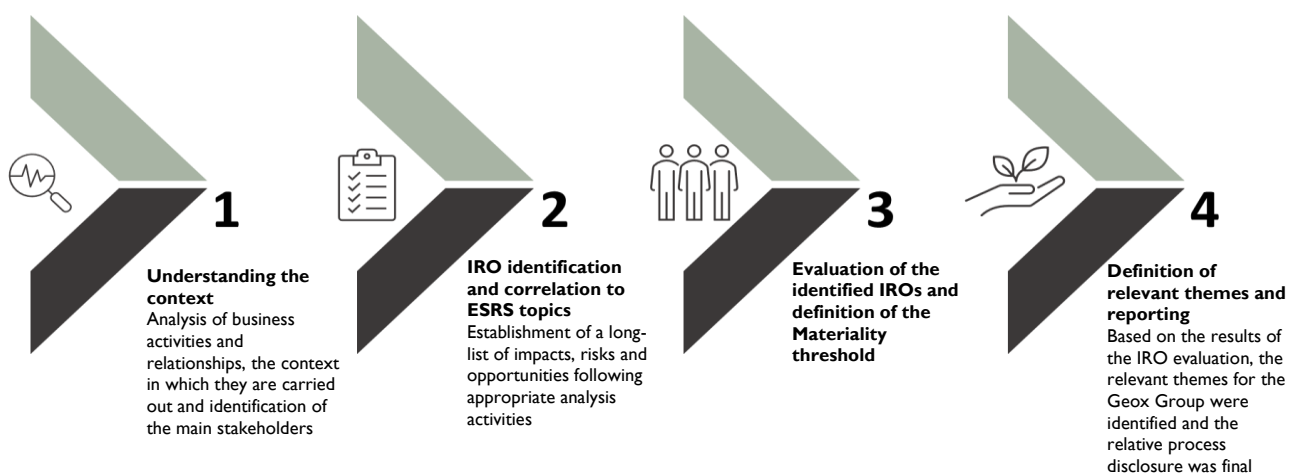 1
Understanding the
context
Analysis of business
activities and
relationships, the context
in which they are carried
out and identification of
the main stakeholders
2
IRO identification
and correlation to
ESRS topics
Establishment of a long-
list of impacts, risks and
opportunities following
appropriate analysis
activities
3
Evaluation of the
identified IROs and
definition of the
Materiality
threshold
4
Definition of
relevant themes and
reporting
Based on the results of
the IRO evaluation, the
relevant themes for the
Geox Group were
identified and the
relative process
disclosure was final